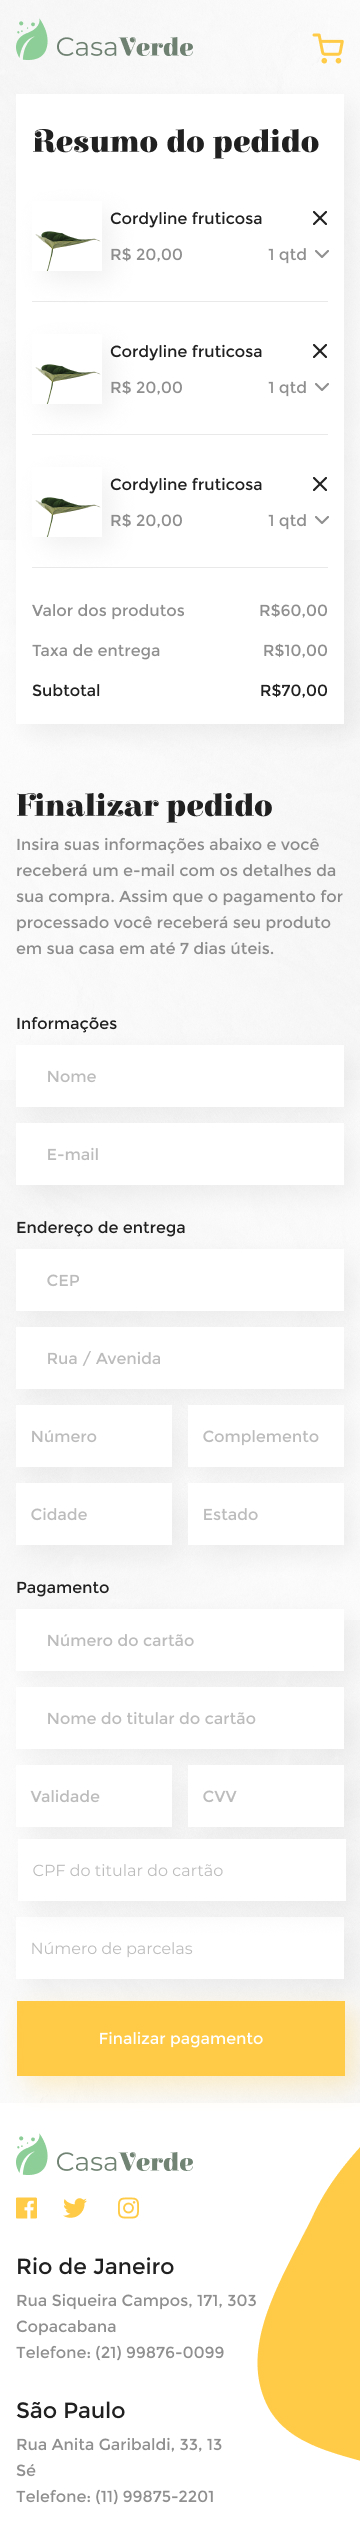 CasaVerde
Resumo do pedido
Cordyline fruticosa
R$ 20,00 1 qtd
Cordyline fruticosa
R$ 20,00 1 qtd
Cordyline fruticosa
R$ 20,00 1 qtd
Valor dos produtos R$60,00
Taxa de entrega R$10,00
Subtotal R$70,00
Finalizar pedido
Insira suas informações abaixo e você
receberá um e-mail com os detalhes da
sua compra. Assim que o pagamento for
processado você receberá seu produto
em sua casa em até 7 dias úteis.
Informações
Nome
E-mail
Endereço de entrega
CEP
Rua / Avenida
Número Complemento
Cidade Estado
Pagamento
Número do cartão
Nome do titular do cartão
Validade CVV
CPF do titular do cartão
Número de parcelas
Finalizar pagamento
CasaVerde
Rio de Janeiro
Rua Siqueira Campos, 171, 303
Copacabana
Telefone: (21) 99876-0099
São Paulo
Rua Anita Garibaldi, 33, 13
Sé
Telefone: (11) 99875-2201